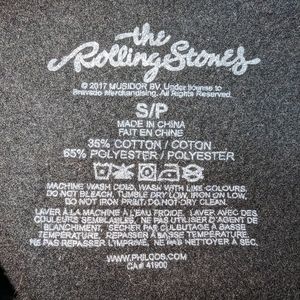 the
Rolling Stones
© 2017 MUSIDOR BV. Under license to
Bravado Merchandising. All Rights Reserved.
S/P
MADE IN CHINA
FAIT EN CHINE
35% COTTON / COTON
65% POLYESTER / POLYESTER
MACHINE WASH COLD, WASH WITH LIKE COLOURS.
DO NOT BLEACH, TUMBLE DRY LOW, IRON LOW.
DO NOT IRON PRINT. DO NOT DRY CLEAN.
LAVER À LA MACHINE À L'EAU FROIDE. LAVER AVEC DES
COULEURS SEMBLABLES, NE PAS UTILISER D'AGENT DE
BLANCHIMENT, SÉCHER PAR CULBUTAGE À BASSE
TEMPÉRATURE. REPASSER À BASSE TEMPÉRATURE.
NE PAS REPASSER L'IMPRIMÉ, NE PAS NETTOYER À SEC.
WWW.PHILCOS.COM
CA# 41900